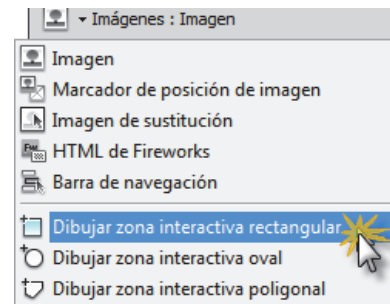 Imágenes : Imagen
Imagen
Marcador de posición de imagen
Imagen de sustitución
HTML de Fireworks
Barra de navegación
Dibujar zona interactiva rectangular
Dibujar zona interactiva oval
Dibujar zona interactiva poligonal